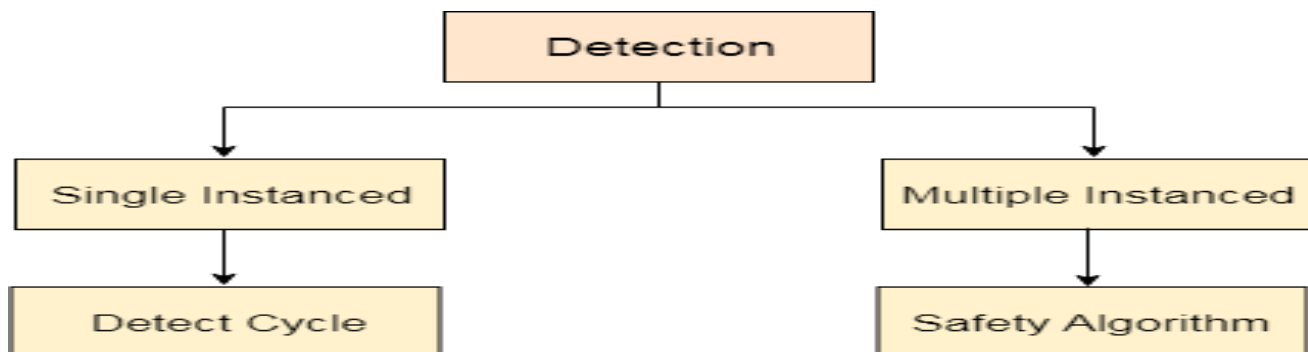 Detection
Single Instanced
Multiple Instanced
Detect Cycle
Safety Algorithm